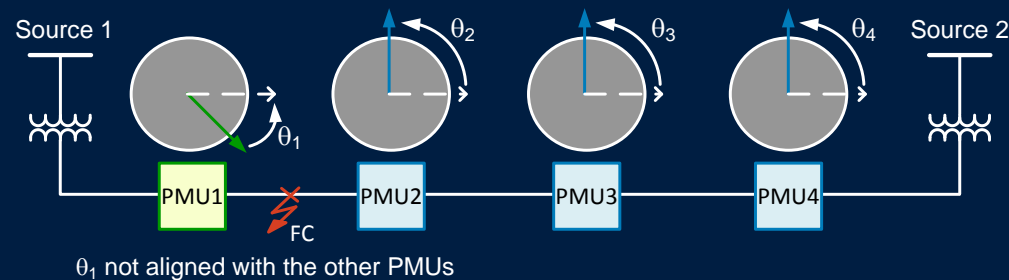 Source 1
θ2
θ3
θ4
Source 2
θ1
PMU1
PMU2
PMU3
PMU4
FC
θ1 not aligned with the other PMUs